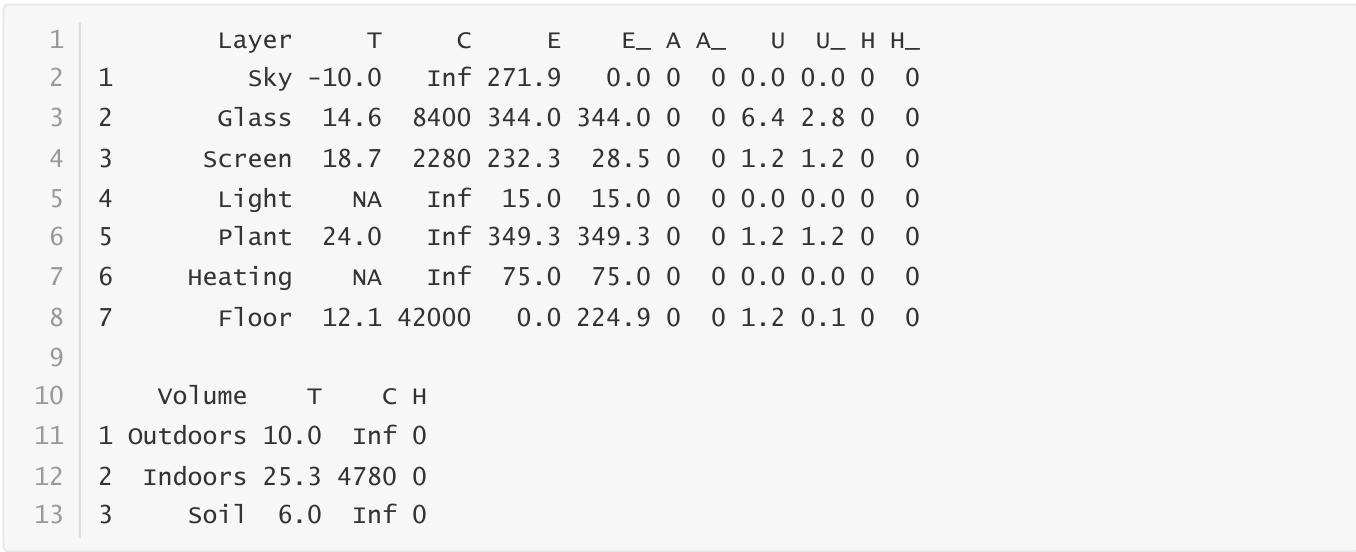 1         Layer     T     C     E    E_ A A_   U  U_ H H_
2  1         Sky -10.0   Inf 271.9   0.0 0  0 0.0 0.0 0  0
3  2       Glass  14.6  8400 344.0 344.0 0  0 6.4 2.8 0  0
4  3      Screen  18.7  2280 232.3  28.5 0  0 1.2 1.2 0  0
5  4       Light    NA   Inf  15.0  15.0 0  0 0.0 0.0 0  0
6  5       Plant  24.0   Inf 349.3 349.3 0  0 1.2 1.2 0  0
7  6     Heating    NA   Inf  75.0  75.0 0  0 0.0 0.0 0  0
8  7       Floor  12.1 42000   0.0 224.9 0  0 1.2 0.1 0  0
9
10     Volume    T    C H
11 1 Outdoors 10.0  Inf 0
12 2  Indoors 25.3 4780 0
13 3     Soil  6.0  Inf 0